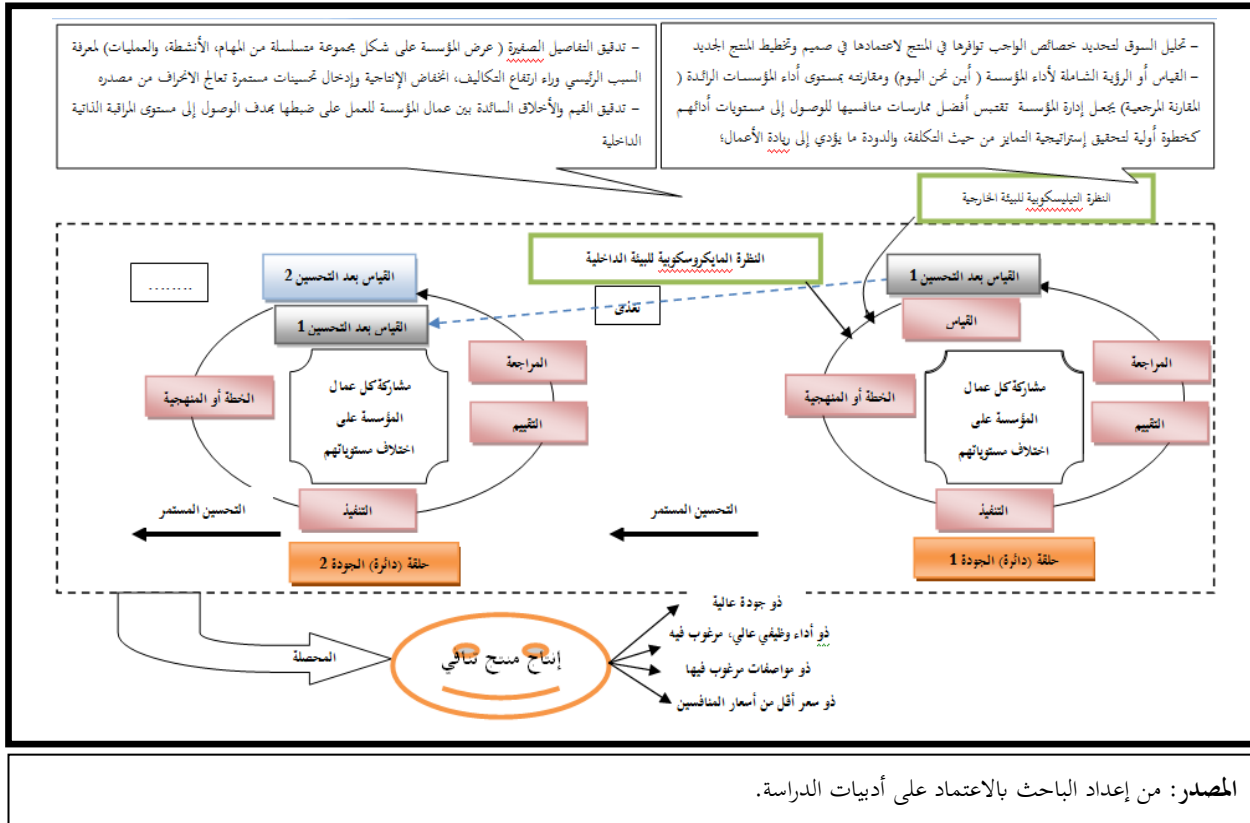 – تحليل السوق لتحديد خصائص الواجب توافرها في المنتج لاعتمادها في صميم وتخطيط المنتج الجديد
– القياس أو الرؤية الشاملة لأداء المؤسسة ( أين نحن اليوم) ومقارنته بمستوى أداء المؤسسات الرائدة (
المقارنة المرجعية) يجعل إدارة المؤسسة تقتبس أفضل ممارسات منافسيها للوصول إلى مستويات أدائهم
كخطوة أولية لتحقيق إستراتيجية التمايز من حيث التكلفة، والدودة ما يؤدي إلى ريادة الأعمال؛
– تدقيق التفاصيل الصغيرة ( عرض المؤسسة على شكل مجموعة متسلسلة من المهام، الأنشطة، والعمليات) لمعرفة
السبب الرئيسي وراء ارتفاع التكاليف، انخفاض الإنتاجية وإدخال تحسينات مستمرة تعالج الانحراف من مصدره
– تدقيق القيم والأخلاق السائدة بين عمال المؤسسة للعمل على ضبطها بهدف الوصول إلى مستوى المراقبة الذاتية
الداخلية
النظرة التيليسكوبية للبيئة الخارجية
النظرة المايكروسكوبية للبيئة الداخلية
القياس بعد التحسين 1
القياس
المراجعة
التقييم
مشاركة كل عمال
المؤسسة على
اختلاف مستوياتهم
الخطة أو المنهجية
التنفيذ
حلقة (دائرة) الجودة 1
التحسين المستمر
تغذى
القياس بعد التحسين 2
القياس بعد التحسين 1
المراجعة
التقييم
مشاركة كل عمال
المؤسسة على
اختلاف مستوياتهم
الخطة أو المنهجية
التنفيذ
حلقة (دائرة) الجودة 2
التحسين المستمر
........
المحصلة
إنتاج منتج تنافي
ذو جودة عالية
ذو أداء وظيفي عالي، مرغوب فيه
ذو مواصفات مرغوب فيها
ذو سعر أقل من أسعار المنافسين
المصدر: من إعداد الباحث بالاعتماد على أدبيات الدراسة.